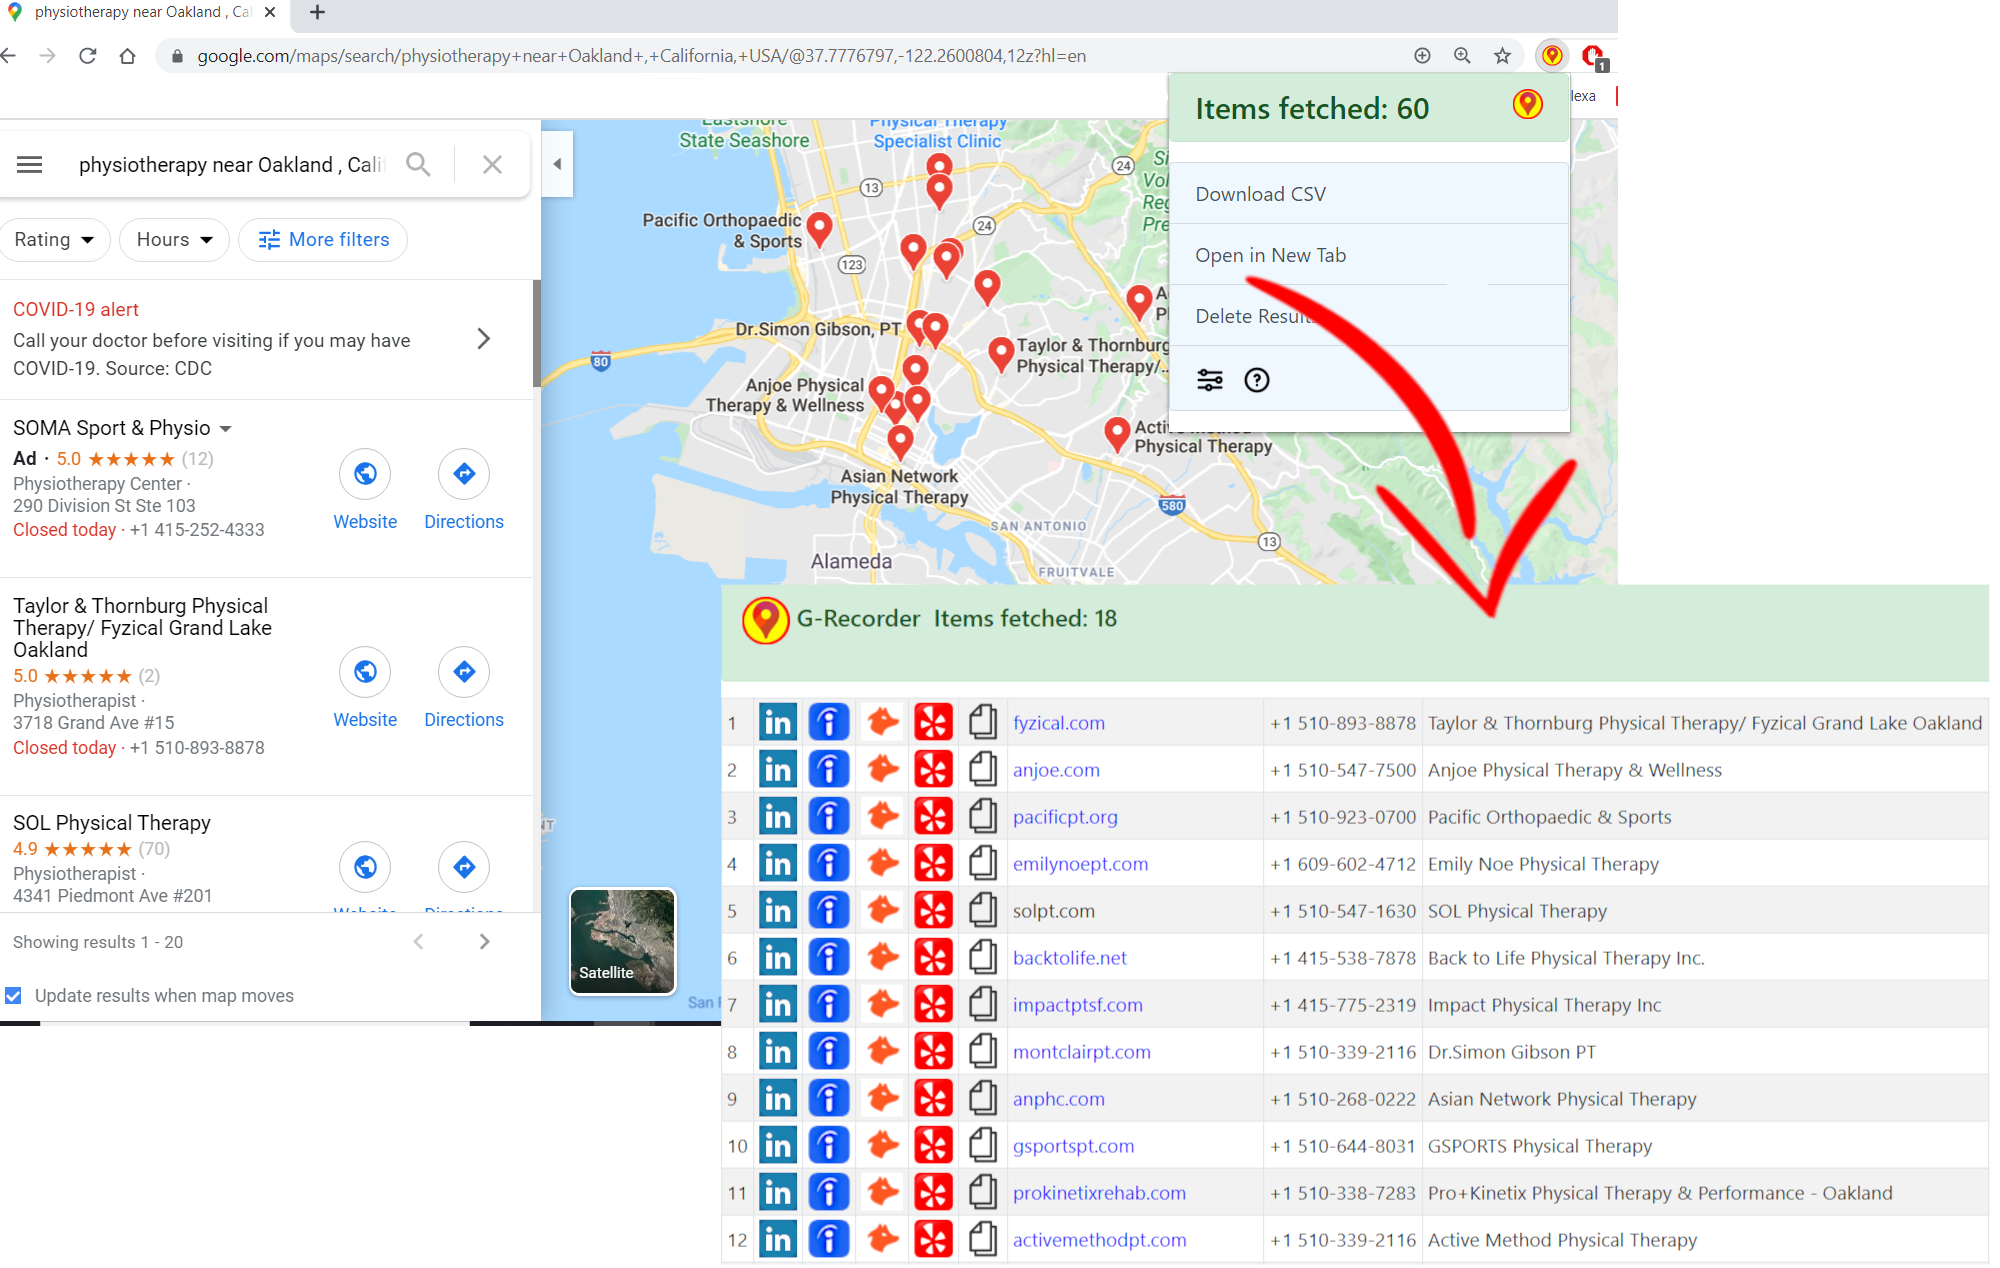 physiotherapy near Oakland , Ca
google.com/maps/search/physiotherapy+near+Oakland+,+California,+USA/@37.7776797,-122.2600804,12z?hl=en
1
lexa
physiotherapy near Oakland , Cali
Rating
Hours
More filters
COVID-19 alert
Call your doctor before visiting if you may have
COVID-19. Source: CDC
SOMA Sport & Physio
Ad · 5.0 ★★★★★ (12)
Physiotherapy Center ·
290 Division St Ste 103
Closed today · +1 415-252-4333
Website
Directions
Taylor & Thornburg Physical
Therapy/ Fyzical Grand Lake
Oakland
5.0 ★★★★★ (2)
Physiotherapist ·
3718 Grand Ave #15
Closed today · +1 510-893-8878
Website
Directions
SOL Physical Therapy
4.9 ★★★★★ (70)
Physiotherapist ·
4341 Piedmont Ave #201
Website
Directions
Showing results 1 - 20
Update results when map moves
Eastshore
State Seashore
Physical Therapy
Specialist Clinic
24
13
24
123
80
580
13
Pacific Orthopaedic
& Sports
Dr.Simon Gibson, PT
Taylor & Thornburg
Physical Therapy/..
Anjoe Physical
Therapy & Wellness
Active Method
Physical Therapy
Asian Network
Physical Therapy
SAN ANTONIO
Alameda
FRUITVALE
Satellite
San F
Items fetched: 60
Download CSV
Open in New Tab
Delete Results
G-Recorder Items fetched: 18
1 fyzical.com +1 510-893-8878 Taylor & Thornburg Physical Therapy/ Fyzical Grand Lake Oakland
2 anjoe.com +1 510-547-7500 Anjoe Physical Therapy & Wellness
3 pacificpt.org +1 510-923-0700 Pacific Orthopaedic & Sports
4 emilynoept.com +1 609-602-4712 Emily Noe Physical Therapy
5 solpt.com +1 510-547-1630 SOL Physical Therapy
6 backtolife.net +1 415-538-7878 Back to Life Physical Therapy Inc.
7 impactptsf.com +1 415-775-2319 Impact Physical Therapy Inc
8 montclairpt.com +1 510-339-2116 Dr.Simon Gibson PT
9 anphc.com +1 510-268-0222 Asian Network Physical Therapy
10 gsportspt.com +1 510-644-8031 GSPORTS Physical Therapy
11 prokinetixrehab.com +1 510-338-7283 Pro+Kinetix Physical Therapy & Performance - Oakland
12 activemethodpt.com +1 510-339-2116 Active Method Physical Therapy